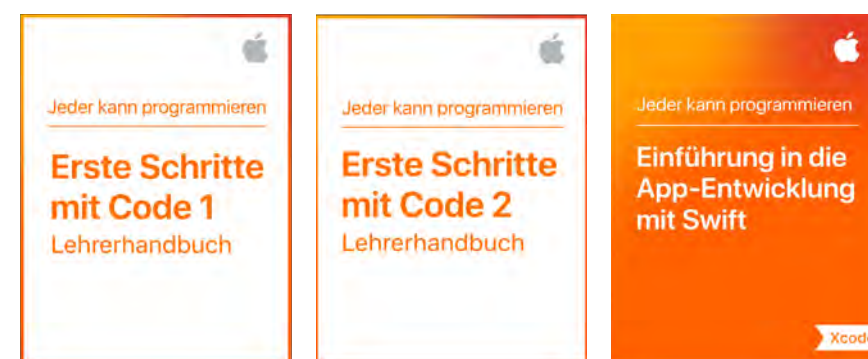 Jeder kann programmieren
Erste Schritte
mit Code 1
Lehrerhandbuch
Jeder kann programmieren
Erste Schritte
mit Code 2
Lehrerhandbuch
Jeder kann programmieren
Einführung in die
App-Entwicklung
mit Swift